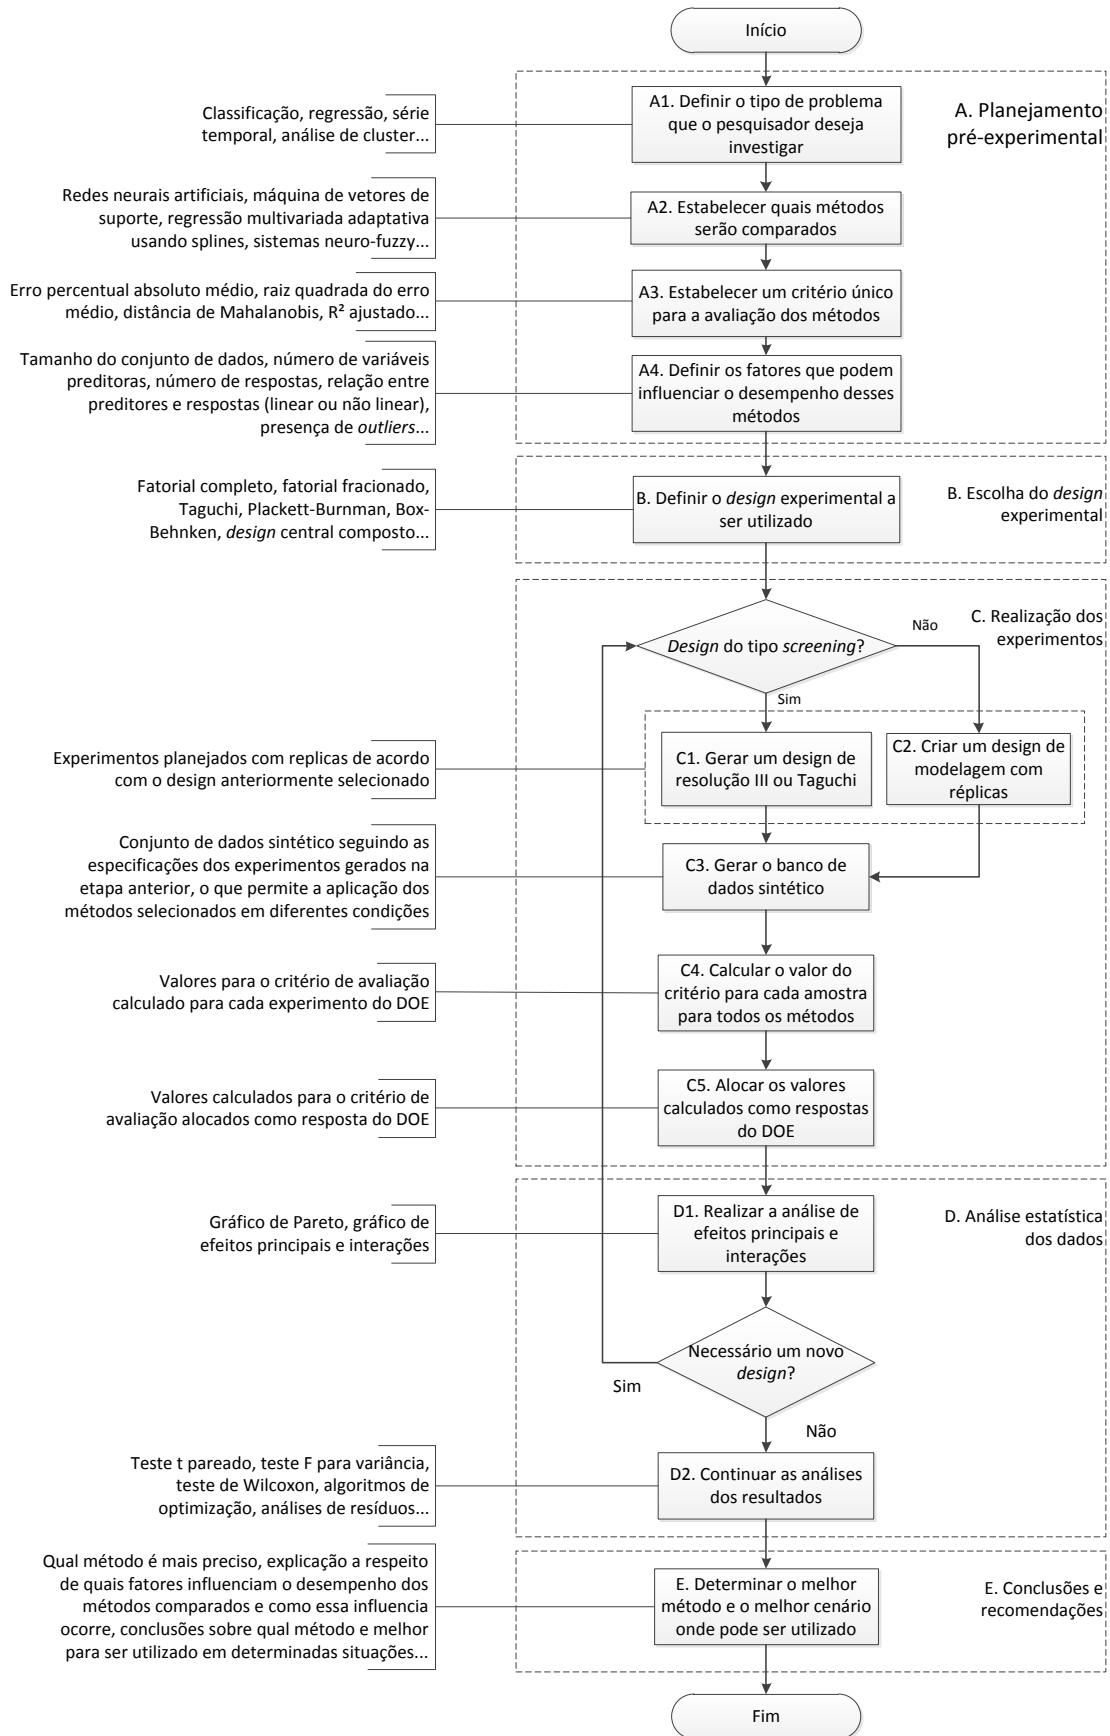 Início
A. Planejamento
pré-experimental
Classificação, regressão, série
temporal, análise de cluster...
A1. Definir o tipo de problema
que o pesquisador deseja
investigar
Redes neurais artificiais, máquina de vetores de
suporte, regressão multivariada adaptativa
usando splines, sistemas neuro-fuzzy...
A2. Estabelecer quais métodos
serão comparados
Erro percentual absoluto médio, raiz quadrada do erro
médio, distância de Mahalanobis, R² ajustado...
A3. Estabelecer um critério único
para a avaliação dos métodos
Tamanho do conjunto de dados, número de variáveis
preditoras, número de respostas, relação entre
preditores e respostas (linear ou não linear),
presença de outliers...
A4. Definir os fatores que podem
influenciar o desempenho desses
métodos
Fatorial completo, fatorial fracionado,
Taguchi, Plackett-Burnman, Box-
Behnken, design central composto...
B. Definir o design experimental a
ser utilizado
B. Escolha do design
experimental
C. Realização dos
experimentos
Design do tipo screening?
Não
Sim
Experimentos planejados com replicas de acordo
com o design anteriormente selecionado
C1. Gerar um design de
resolução III ou Taguchi
C2. Criar um design de
modelagem com
réplicas
Conjunto de dados sintético seguindo as
especificações dos experimentos gerados na
etapa anterior, o que permite a aplicação dos
métodos selecionados em diferentes condições
C3. Gerar o banco de
dados sintético
Valores para o critério de avaliação
calculado para cada experimento do DOE
C4. Calcular o valor do
critério para cada amostra
para todos os métodos
Valores calculados para o critério de
avaliação alocados como resposta do DOE
C5. Alocar os valores
calculados como respostas
do DOE
Gráfico de Pareto, gráfico de
efeitos principais e interações
D1. Realizar a análise de
efeitos principais e
interações
D. Análise estatística
dos dados
Necessário um novo
design?
Sim
Não
Teste t pareado, teste F para variância,
teste de Wilcoxon, algoritmos de
optimização, análises de resíduos...
D2. Continuar as análises
dos resultados
Qual método é mais preciso, explicação a respeito
de quais fatores influenciam o desempenho dos
métodos comparados e como essa influencia
ocorre, conclusões sobre qual método e melhor
para ser utilizado em determinadas situações...
E. Determinar o melhor
método e o melhor cenário
onde pode ser utilizado
E. Conclusões e
recomendações
Fim